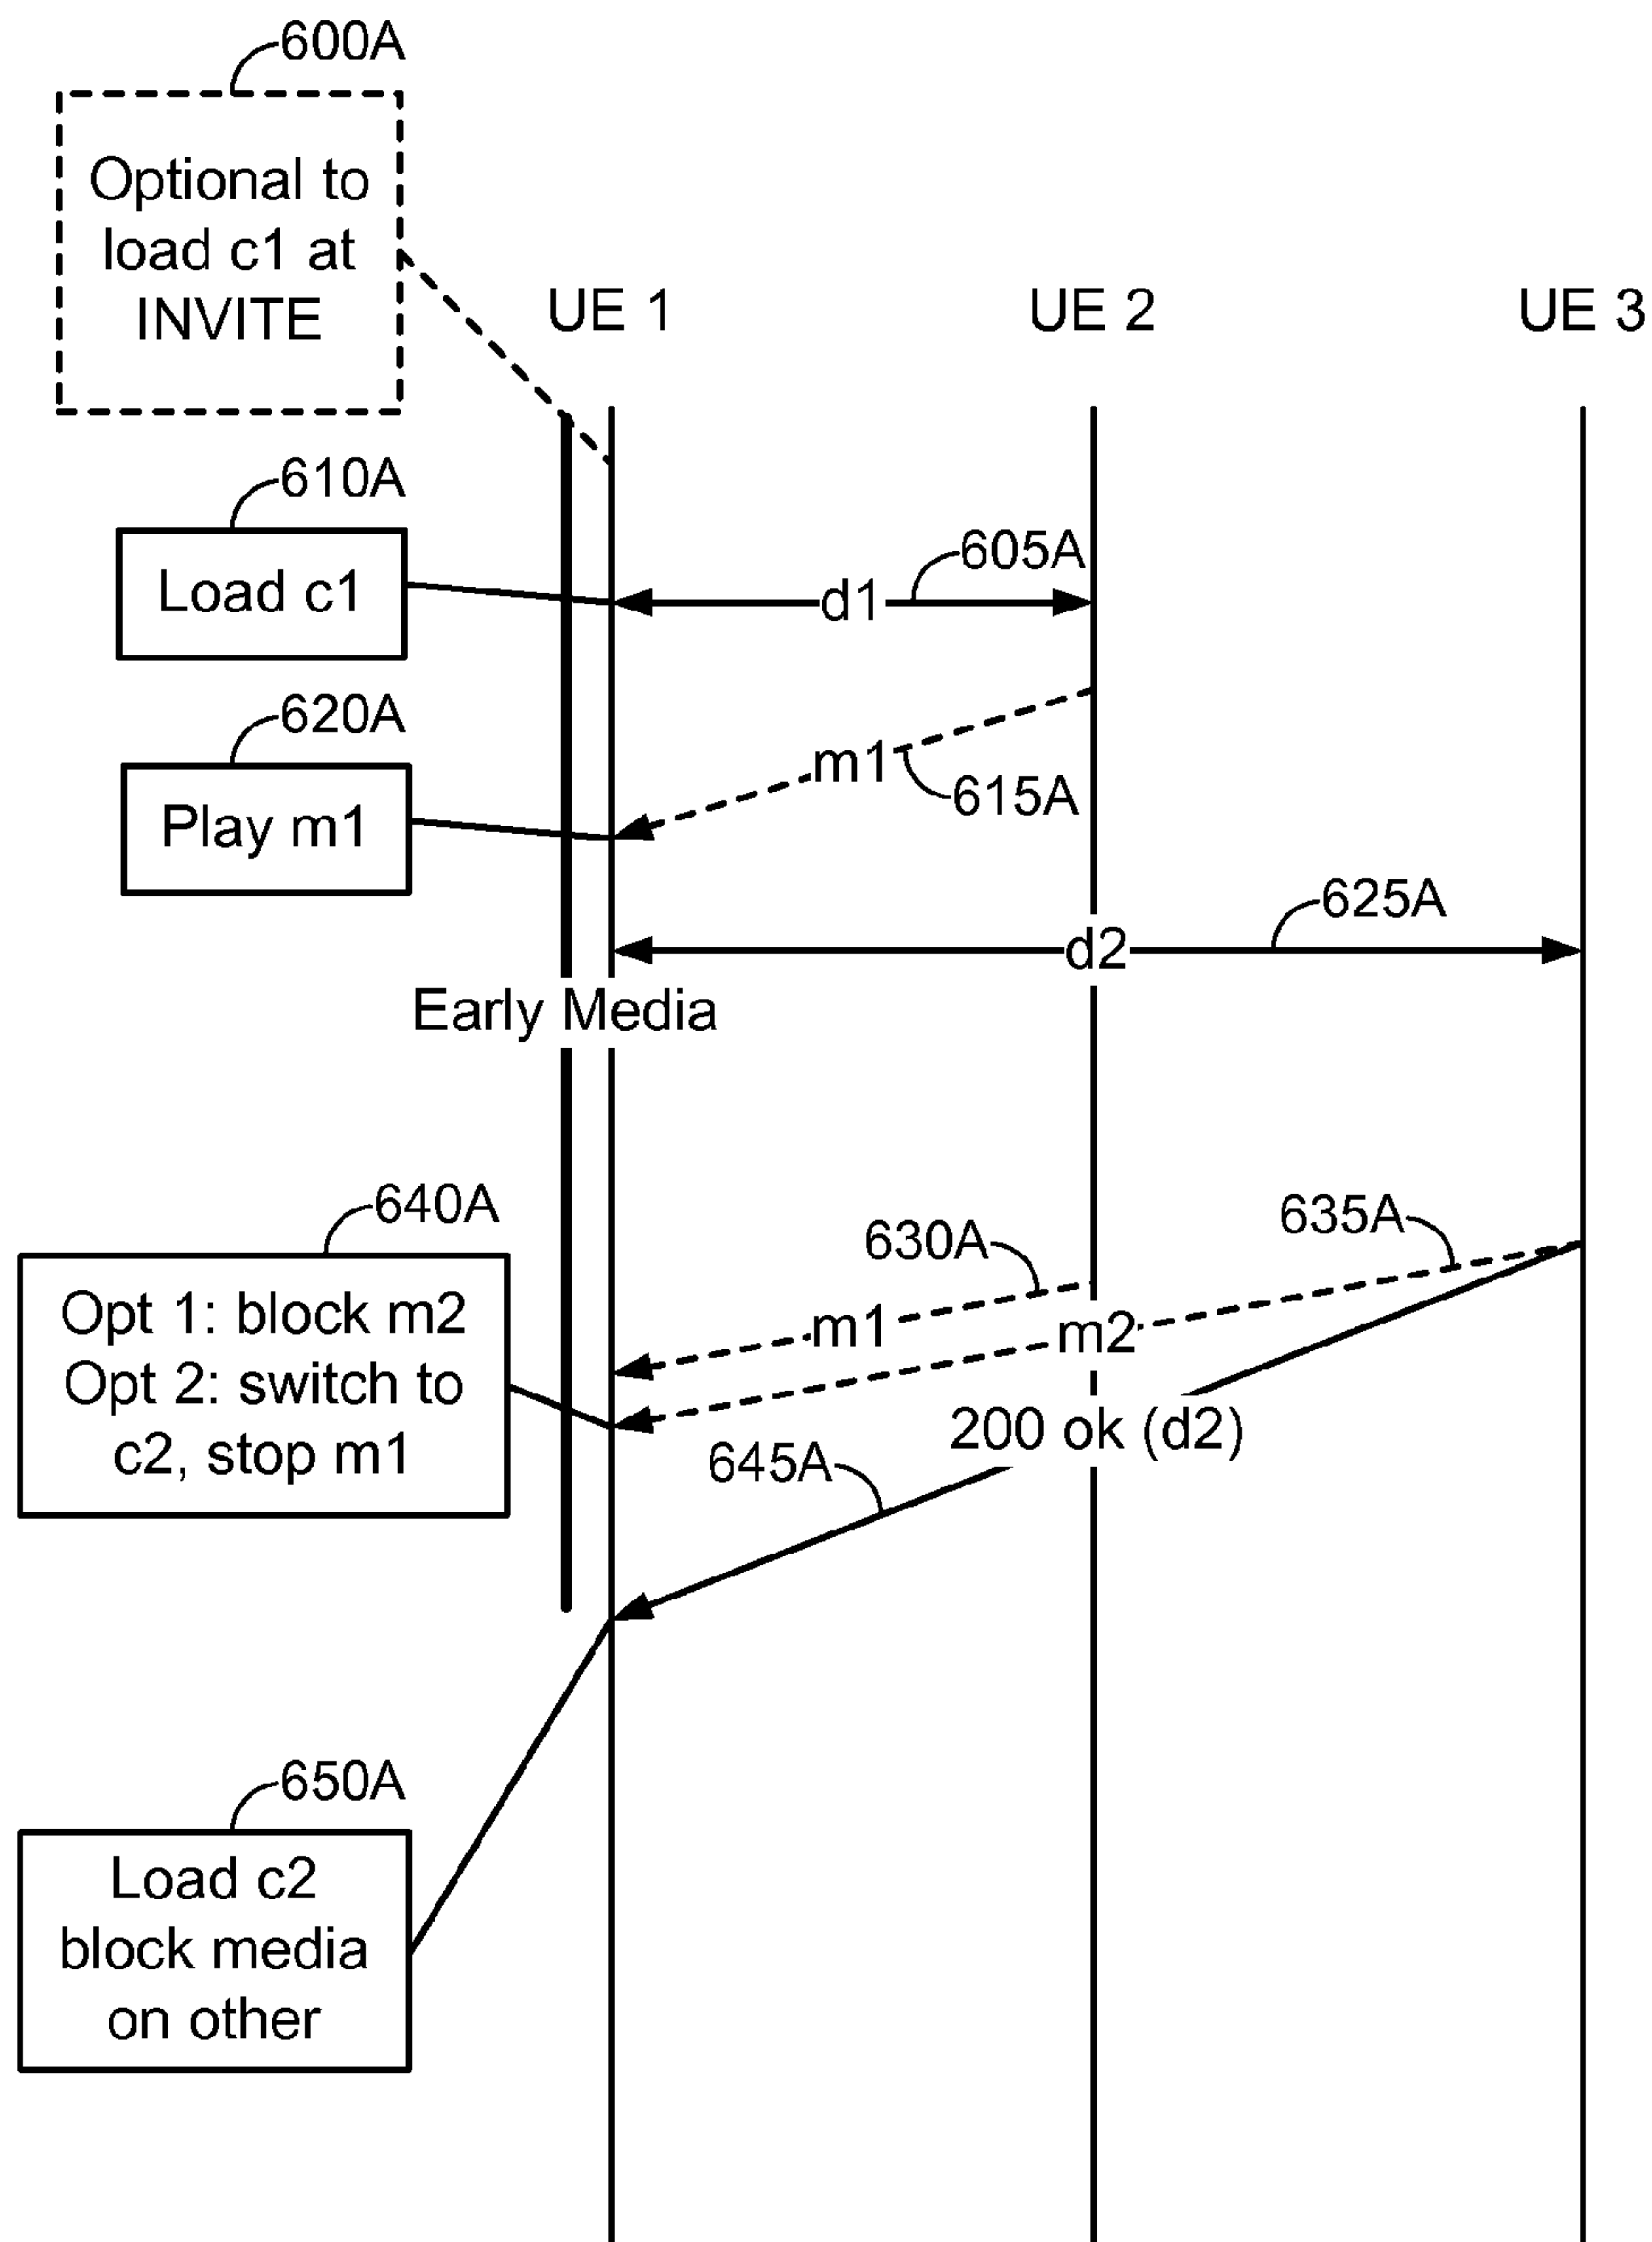 600A
Optional to
load c1 at
INVITE
UE 1
UE 2
UE 3
610A
Load c1
605A
d1
620A
Play m1
m1
615A
625A
d2
Early Media
640A
Opt 1: block m2
Opt 2: switch to
c2, stop m1
630A
635A
m1
m2
200 ok (d2)
645A
650A
Load c2
block media
on other